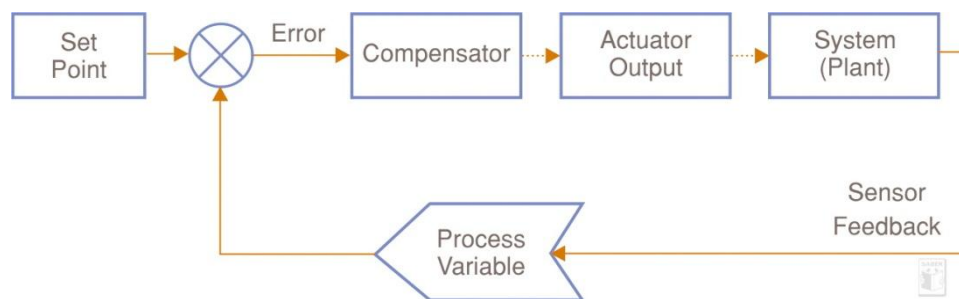 Set
Point
Error
Compensator
Actuator
Output
System
(Plant)
Sensor
Feedback
Process
Variable